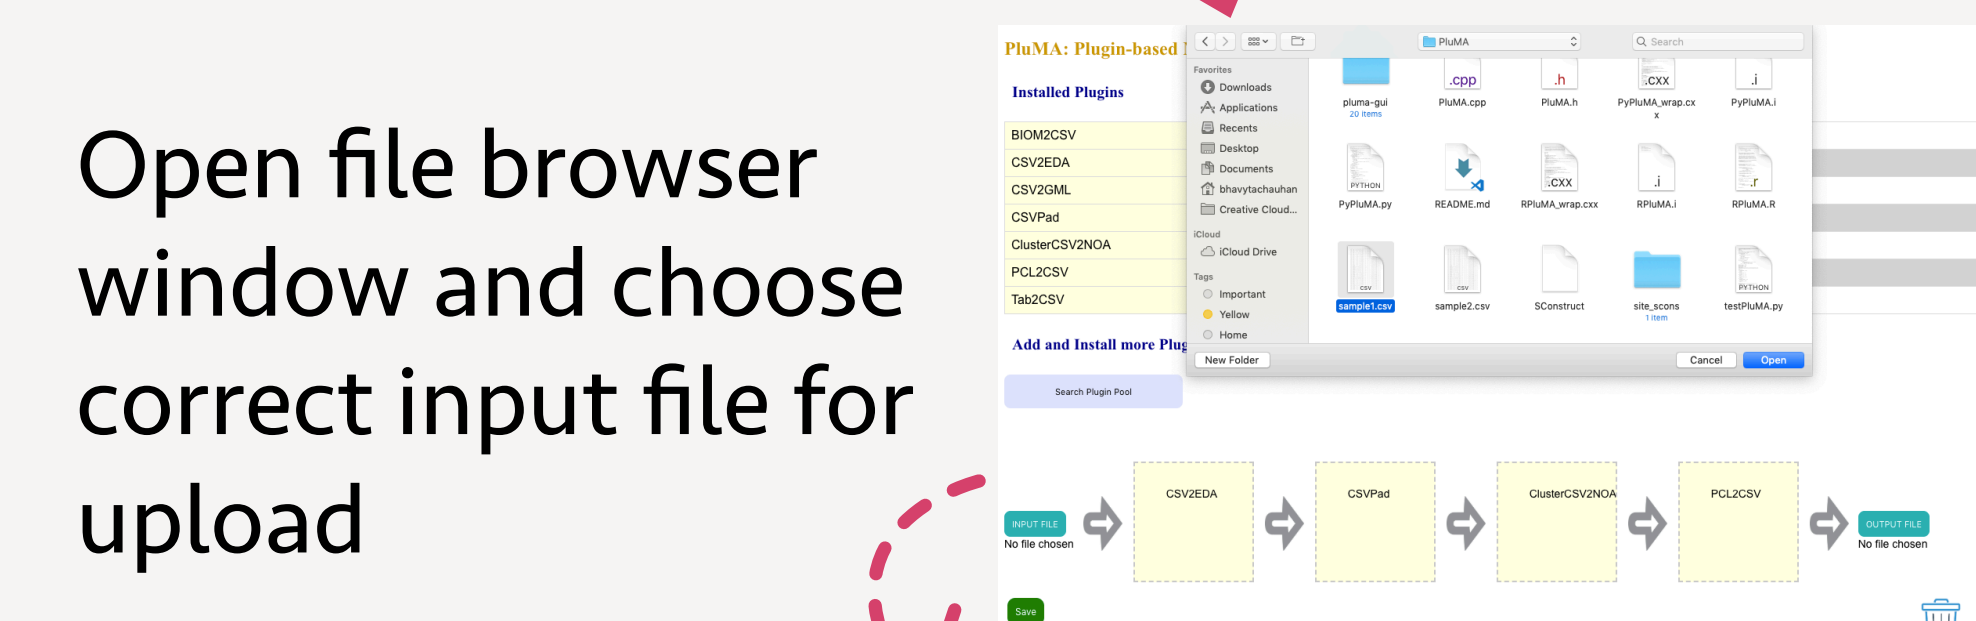 Open file browser
window and choose
correct input file for
upload
PluMA: Plugin-based
Installed Plugins
BIOM2CSV
CSV2EDA
CSV2GML
CSVPad
ClusterCSV2NOA
PCL2CSV
Tab2CSV
Add and Install more Plug
Search Plugin Pool
PluMA
Search
Favorites
Downloads
Applications
Recents
Desktop
Documents
bhavytachauhan
Creative Cloud...
iCloud
iCloud Drive
Tags
Important
Yellow
Home
.cpp
.h
.cxx
.i
pluma-gui
20 items
PluMA.cpp
PluMA.h
PyPluMA_wrap.cx
x
PyPluMA.i
PYTHON
.cxx
.i
.r
PyPluMA.py
README.md
RPluMA_wrap.cxx
RPluMA.i
RPluMA.R
csv
csv
PYTHON
sample1.csv
sample2.csv
SConstruct
site_scons
1 item
testPluMA.py
New Folder
Cancel
Open
INPUT FILE
No file chosen
CSV2EDA
CSVPad
ClusterCSV2NOA
PCL2CSV
OUTPUT FILE
No file chosen
Save